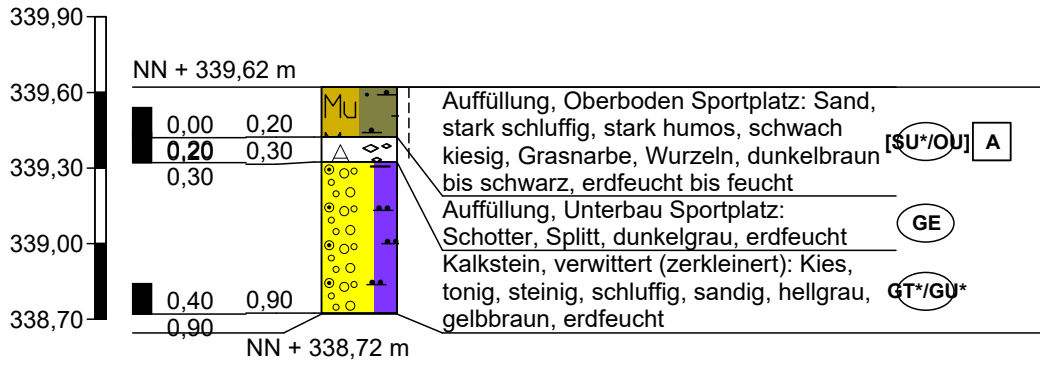 339,90
NN + 339,62 m
339,60
Mu
0,00 0,20
0,20 0,30
0,30
339,30
339,00
0,40 0,90
338,70
0,90
NN + 338,72 m
Auffüllung, Oberboden Sportplatz: Sand,
stark schluffig, stark humos, schwach
kiesig, Grasnarbe, Wurzeln, dunkelbraun
bis schwarz, erdfeucht bis feucht
[SU*/OU] A
Auffüllung, Unterbau Sportplatz:
Schotter, Splitt, dunkelgrau, erdfeucht
GE
Kalkstein, verwittert (zerkleinert): Kies,
tonig, steinig, schluffig, sandig, hellgrau,
gelbbraun, erdfeucht
GT*/GU*